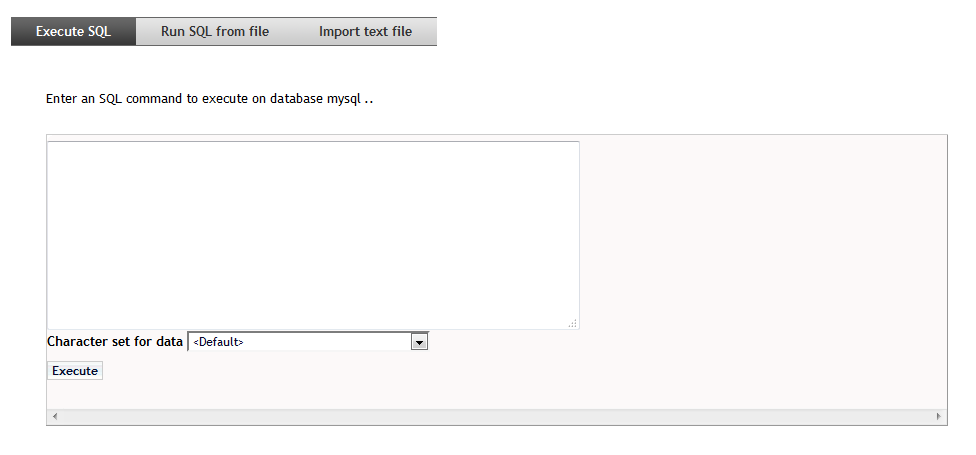 Execute SQL Run SQL from file Import text file
Enter an SQL command to execute on database mysql ..
Character set for data <Default>
Execute